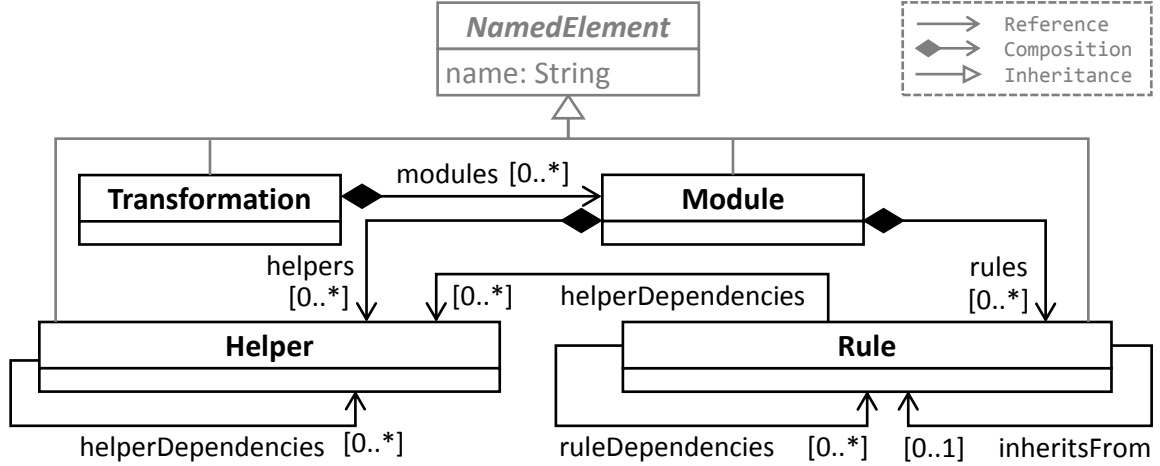 NamedElement
name: String
Reference
Composition
Inheritance
modules [0..*]
Transformation
Module
helpers
[0..*]
[0..*]
helperDependencies
rules
[0..*]
Helper
Rule
helperDependencies [0..*]
ruleDependencies [0..*]
[0..1] inheritsFrom